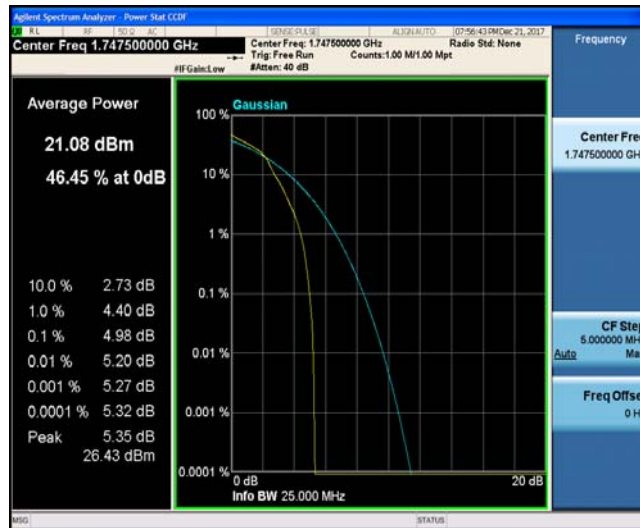 Agilent Spectrum Analyzer - Power Stat CCDF
RL RF 50 Ω AC SENSE:PULSE ALIGN AUTO 07:56:43 PM Dec 21, 2017
Center Freq 1.747500000 GHz
Center Freq: 1.747500000 GHz Radio Std: None
Trig: Free Run Counts:1.00 M/1.00 Mpt
#IFGain:Low #Atten: 40 dB
Frequency
Average Power
21.08 dBm
46.45 % at 0dB
10.0 % 2.73 dB
1.0 % 4.40 dB
0.1 % 4.98 dB
0.01 % 5.20 dB
0.001 % 5.27 dB
0.0001 % 5.32 dB
Peak 5.35 dB
26.43 dBm
Gaussian
100 %
10 %
1 %
0.1 %
0.01 %
0.001 %
0.0001 %
0 dB 20 dB
Info BW 25.000 MHz
Center Fre
1.747500000 GH
CF Step
5.000000 MH
Auto Ma
Freq Offse
0 H
MSG STATUS